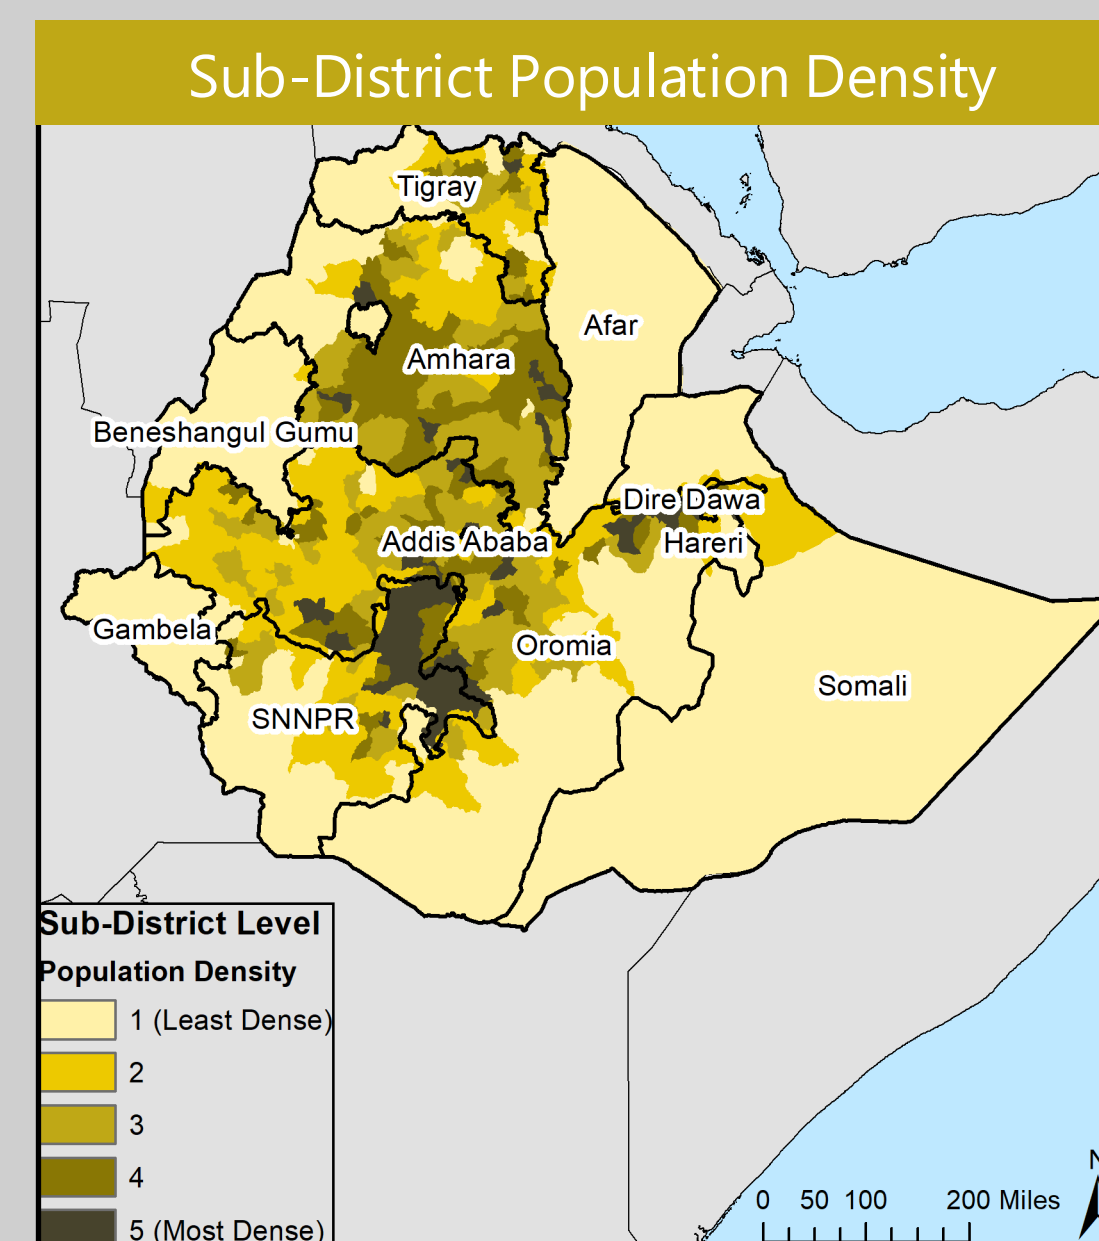 Sub-District Population Density
Tigray
Afar
Amhara
Beneshangul Gumu
Dire Dawa
Addis Ababa
Hareri
Gambela
Oromia
Somali
SNNPR
Sub-District Level
Population Density
1 (Least Dense)
2
3
4
5 (Most Dense)
N
0 50 100 200 Miles